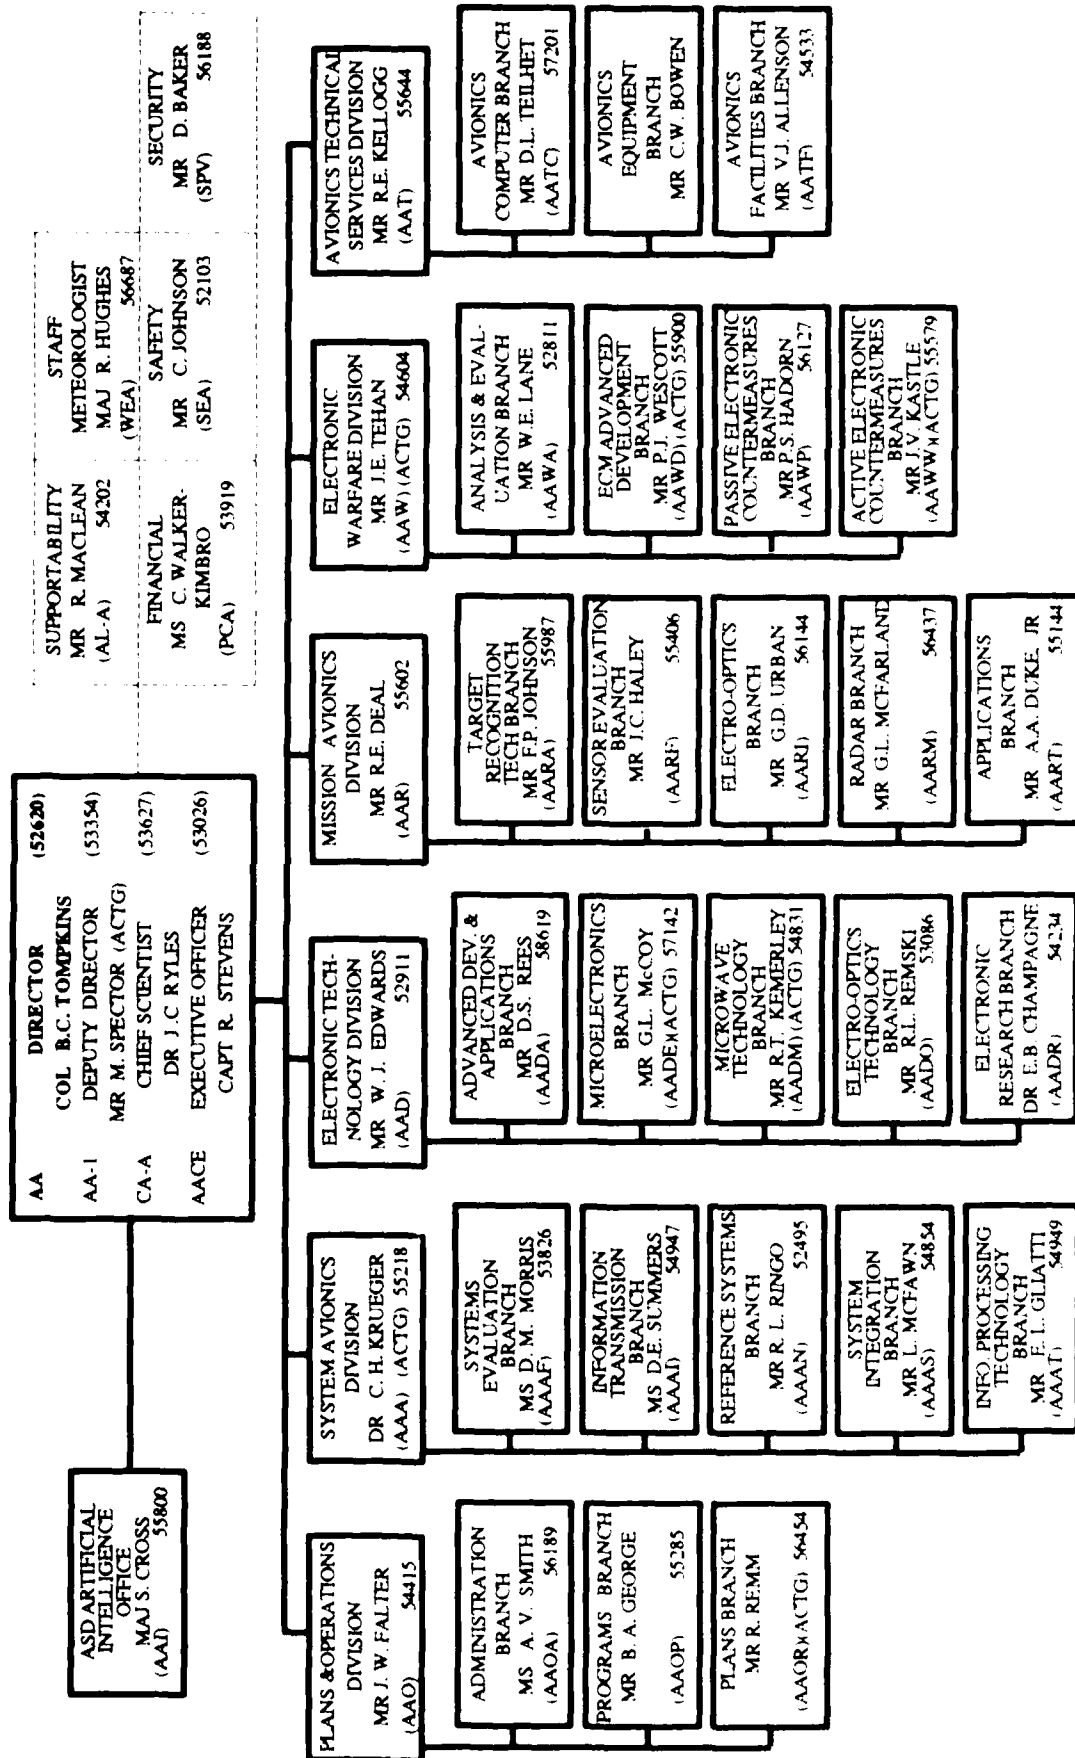 ASD ARTIFICIAL
INTELLIGENCE
OFFICE
MAJ S. CROSS
(AAI) 55800
AA DIRECTOR (52620)
COL B.C. TOMPKINS
AA-1 DEPUTY DIRECTOR (53354)
MR M. SPECTOR (ACTG)
CA-A CHIEF SCIENTIST (53627)
DR J.C RYLES
AACE EXECUTIVE OFFICER (53026)
CAPT R. STEVENS
SUPPORTABILITY
MR R. MACLEAN
(AL-A) 54202
STAFF
METEOROLOGIST
MAJ R. HUGHES
(WEA) 56687
FINANCIAL
MS C. WALKER-
KIMBRO
(PCA) 53919
SAFETY
MR C. JOHNSON
(SEA) 52103
SECURITY
MR D. BAKER
(SPV) 56188
PLANS & OPERATIONS
DIVISION
MR J. W. FALTER
(AAO) 54415
ADMINISTRATION
BRANCH
MS A. V. SMITH
(AAOA) 56189
PROGRAMS BRANCH
MR B. A. GEORGE
(AAOP) 55285
PLANS BRANCH
MR R. REMM
(AAOR)(ACTG) 56454
SYSTEM AVIONICS
DIVISION
DR C. H. KRUEGER
(AAA) (ACTG) 55218
SYSTEMS
EVALUATION
BRANCH
MS D. M. MORRIS
(AAAF) 53826
INFORMATION
TRANSMISSION
BRANCH
MS D.E. SUMMERS
(AAAI) 54947
REFERENCE SYSTEMS
BRANCH
MR R. L. RINGO
(AAAN) 52495
SYSTEM
INTEGRATION
BRANCH
MR L. MCFAWN
(AAAS) 54854
INFO. PROCESSING
TECHNOLOGY
BRANCH
MR E. L. GLIATTI
(AAAT) 54949
ELECTRONIC TECH-
NOLOGY DIVISION
MR W. J. EDWARDS
(AAD) 52911
ADVANCED DEV. &
APPLICATIONS
BRANCH
MR D.S. REES
(AADA) 58619
MICROELECTRONICS
BRANCH
MR G.L. McCOY
(AADE)(ACTG) 57142
MICROWAVE
TECHNOLOGY
BRANCH
MR R.T. KEMERLEY
(AADM) (ACTG) 54831
ELECTRO-OPTICS
TECHNOLOGY
BRANCH
MR R.L. REMSKI
(AADO) 53086
ELECTRONIC
RESEARCH BRANCH
DR E.B. CHAMPAGNE
(AADR) 54234
MISSION AVIONICS
DIVISION
MR R.E. DEAL
(AAR) 55602
TARGET
RECOGNITION
TECH BRANCH
MR F.P. JOHNSON
(AARA) 55987
SENSOR EVALUATION
BRANCH
MR J.C. HALEY
(AARF) 55406
ELECTRO-OPTICS
BRANCH
MR G.D. URBAN
(AARI) 56144
RADAR BRANCH
MR G.L. MCFARLAND
(AARM) 56437
APPLICATIONS
BRANCH
MR A.A. DUKE, JR
(AART) 55144
ELECTRONIC
WARFARE DIVISION
MR J.E. TEHAN
(AAW) (ACTG) 54604
ANALYSIS & EVAL-
UATION BRANCH
MR W.E. LANE
(AAWA) 52811
ECM ADVANCED
DEVELOPMENT
BRANCH
MR P.J. WESCOTT
(AAWD) (ACTG) 55900
PASSIVE ELECTRONIC
COUNTERMEASURES
BRANCH
MR P.S. HADORN
(AAWP) 56127
ACTIVE ELECTRONIC
COUNTERMEASURES
BRANCH
MR J.V. KASTLE
(AAWW)(ACTG) 55579
AVIONICS TECHNICAL
SERVICES DIVISION
MR R.E. KELLOGG
(AAT) 55644
AVIONICS
COMPUTER BRANCH
MR D.L. TEILHET
(AATC) 57201
AVIONICS
EQUIPMENT
BRANCH
MR C.W. BOWEN
AVIONICS
FACILITIES BRANCH
MR V.J. ALLENSON
(AATF) 54533